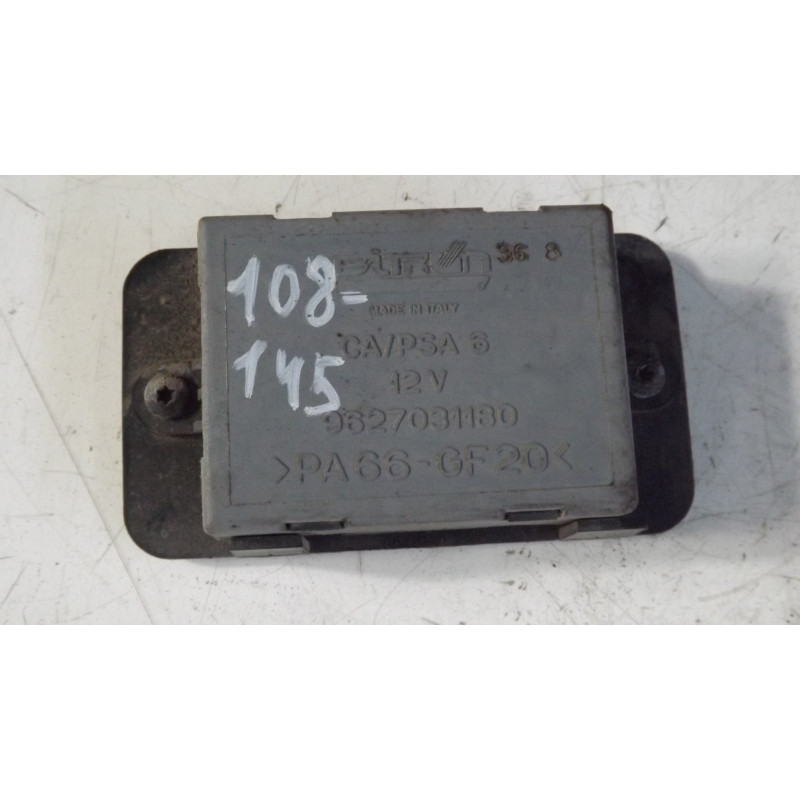 36 8
108-
MADE IN ITALY
CA/PSA 6
145
12 V
9627031180
>PA66-GF20<